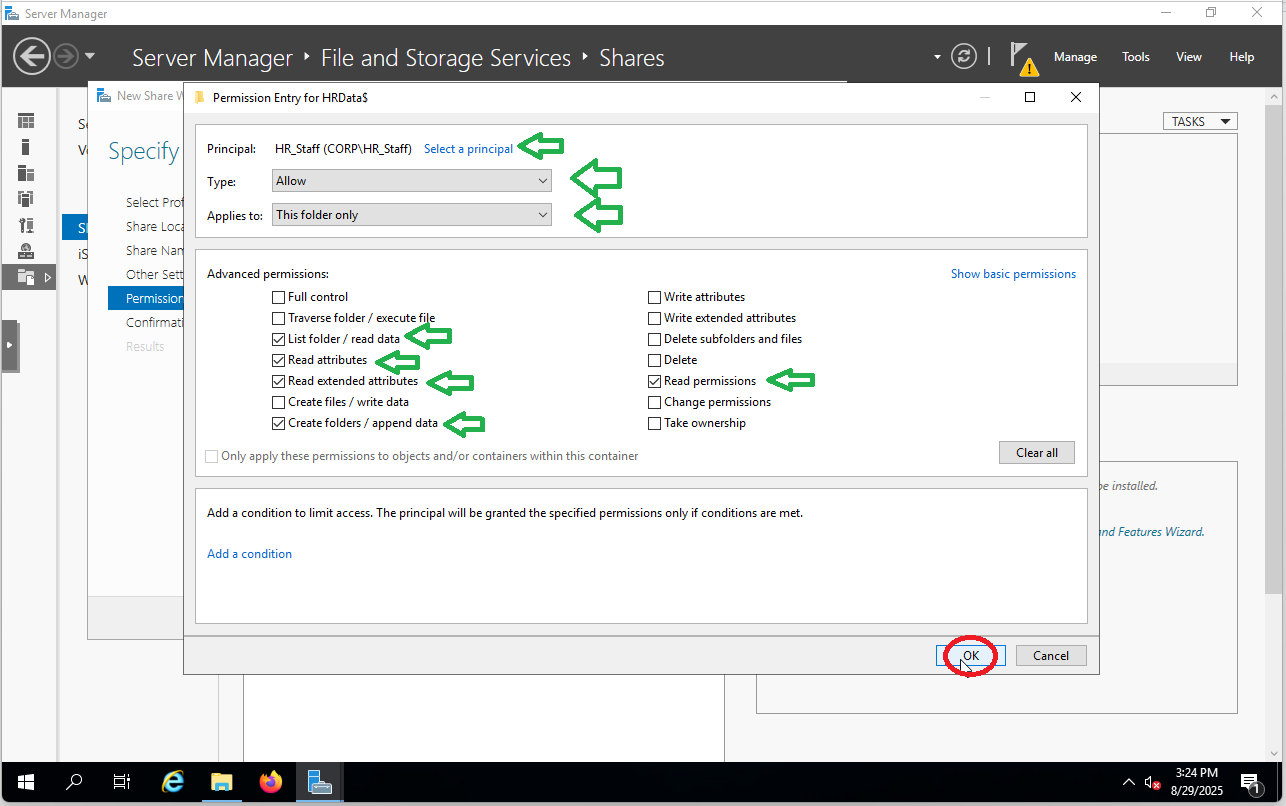 Server Manager
Server Manager • File and Storage Services • Shares
Manage Tools View Help
New Share W
Permission Entry for HRData$
TASKS
Specify
Principal: HR_Staff (CORP\HR_Staff) Select a principal
Type: Allow
Applies to: This folder only
Select Prof
Share Loca
Share Nam
Other Sett
Permission
Confirmati
Results
Advanced permissions: Show basic permissions
Full control Write attributes
Traverse folder / execute file Write extended attributes
List folder / read data Delete subfolders and files
Read attributes Delete
Read extended attributes Read permissions
Create files / write data Change permissions
Create folders / append data Take ownership
Only apply these permissions to objects and/or containers within this container
Clear all
be installed.
and Features Wizard.
Add a condition to limit access. The principal will be granted the specified permissions only if conditions are met.
Add a condition
OK Cancel
3:24 PM
8/29/2025
1